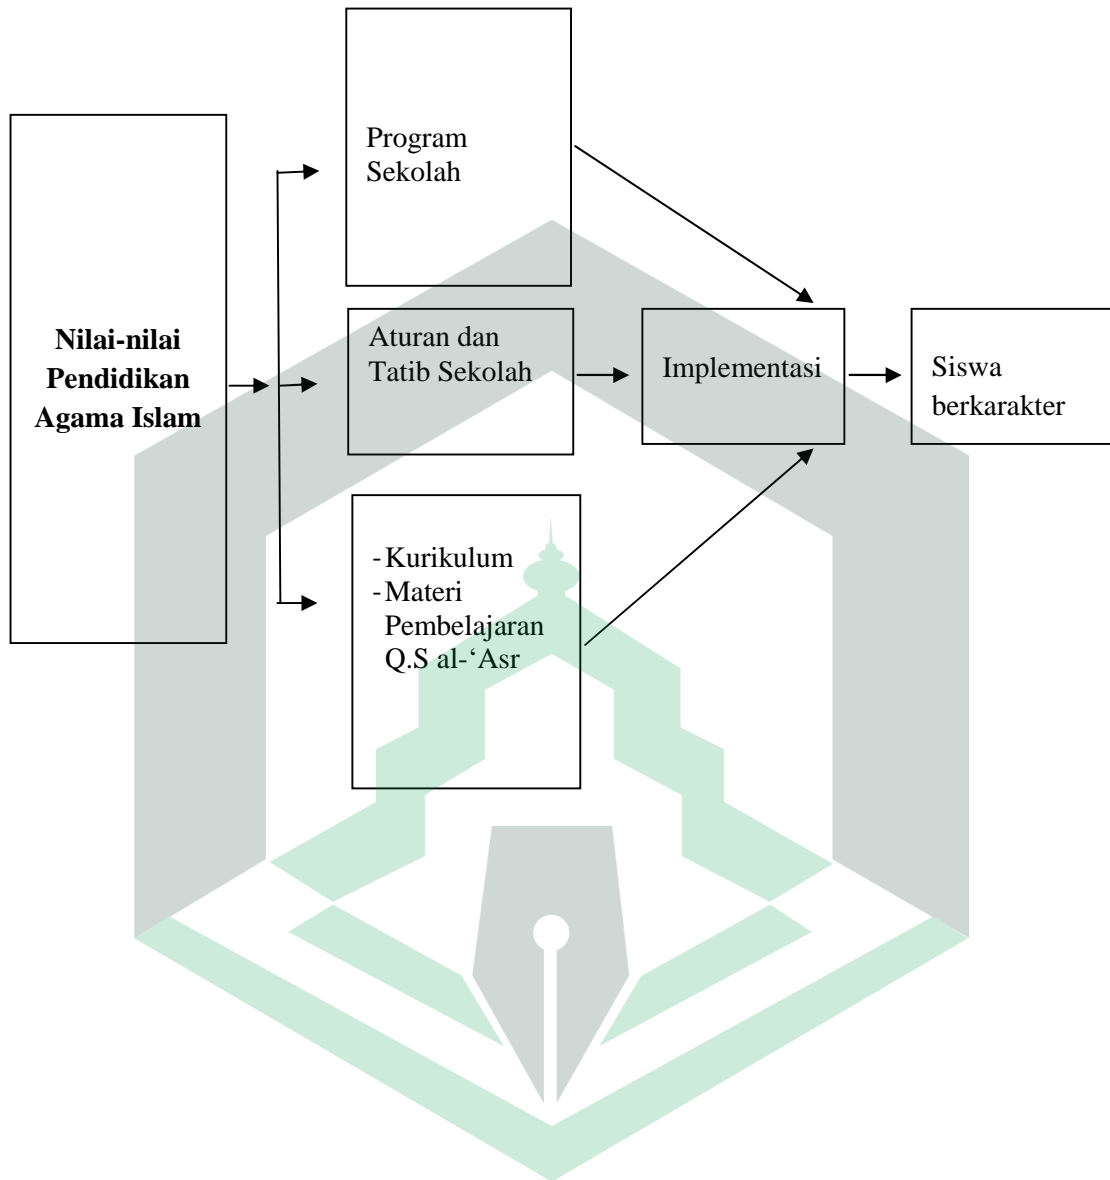 Program
Sekolah
Nilai-nilai
Pendidikan
Agama Islam
Aturan dan
Tatib Sekolah
Implementasi
Siswa
berkarakter
-Kurikulum
-Materi
Pembelajaran
Q.S al-‘Asr